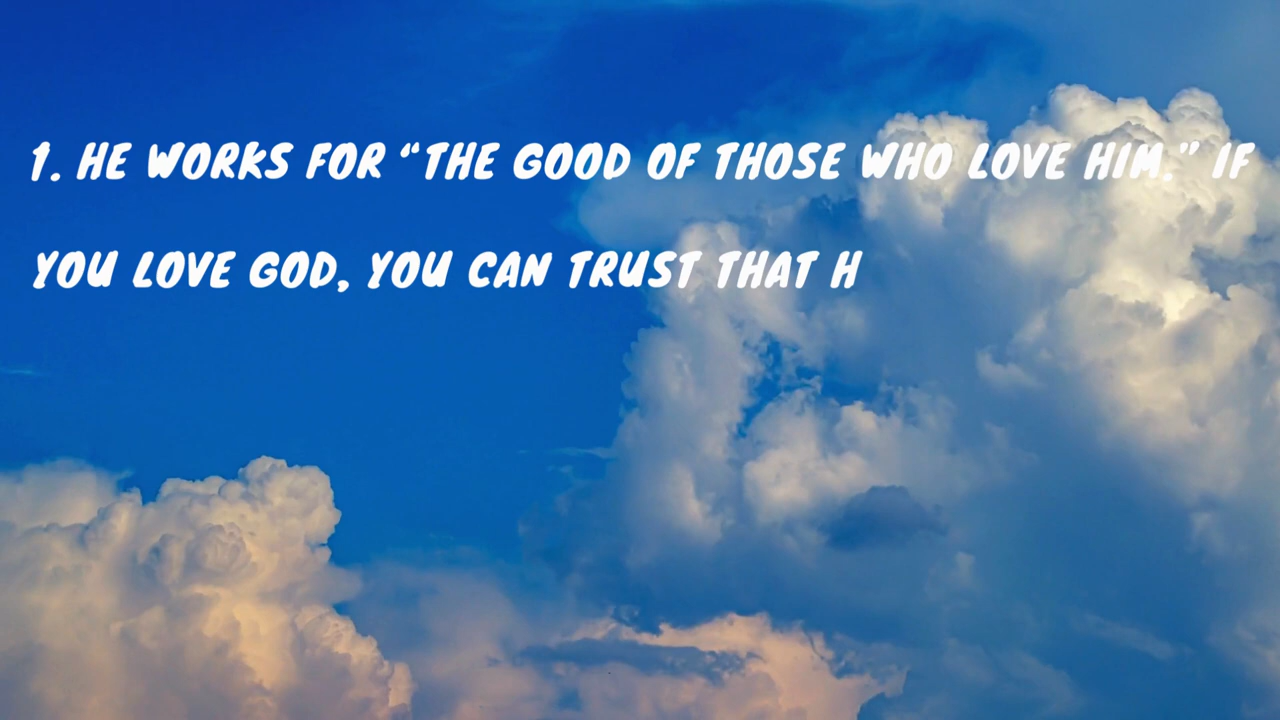 1. HE WORKS FOR “THE GOOD OF THOSE WHO LOVE HIM.” IF
YOU LOVE GOD, YOU CAN TRUST THAT H